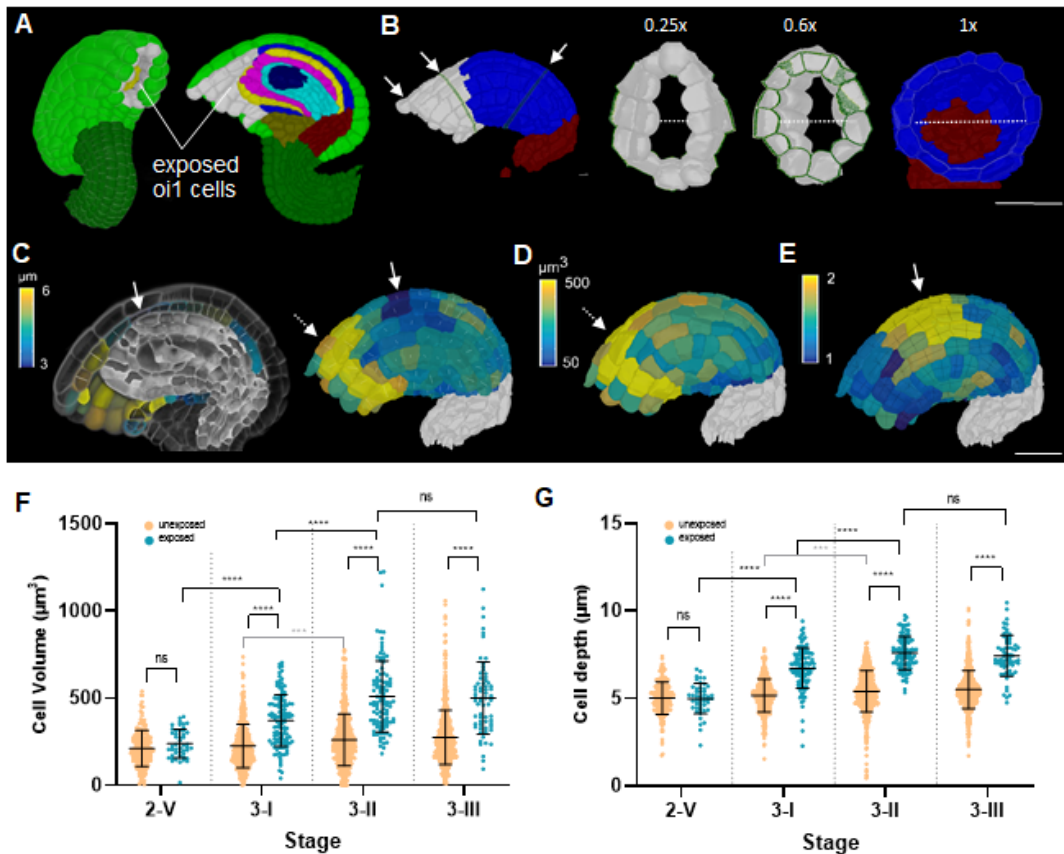 A
B
0.25x
0.6x
1x
exposed
oi1 cells
C
µm
6
3
D
µm3
500
50
E
2
1
F
1500
1000
500
0
Cell Volume (µm3)
unexposed
exposed
ns
****
****
***
****
****
ns
****
2-V
3-I
3-II
3-III
Stage
G
15
10
5
0
Cell depth (µm)
unexposed
exposed
ns
****
****
***
****
****
ns
****
2-V
3-I
3-II
3-III
Stage